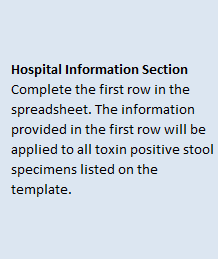 Hospital Information Section
Complete the first row in the
spreadsheet. The information
provided in the first row will be
applied to all toxin positive stool
specimens listed on the
template.